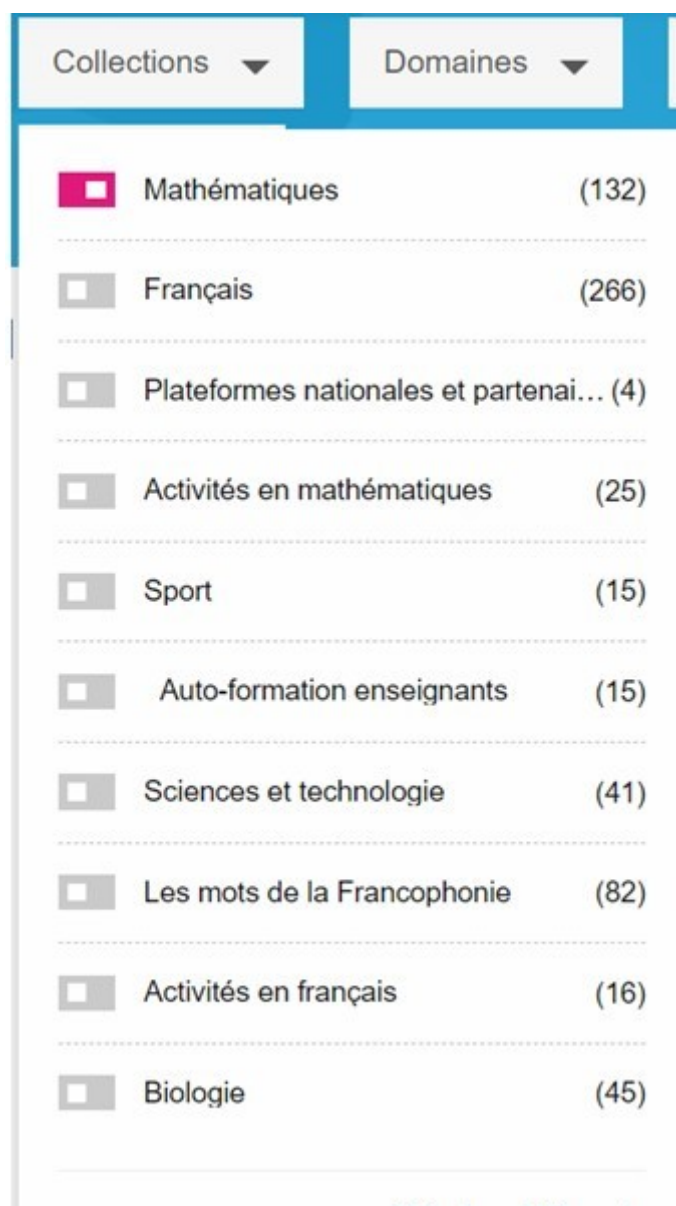 Collections Domaines
Mathématiques (132)
Français (266)
Plateformes nationales et partenai... (4)
Activités en mathématiques (25)
Sport (15)
Auto-formation enseignants (15)
Sciences et technologie (41)
Les mots de la Francophonie (82)
Activités en français (16)
Biologie (45)